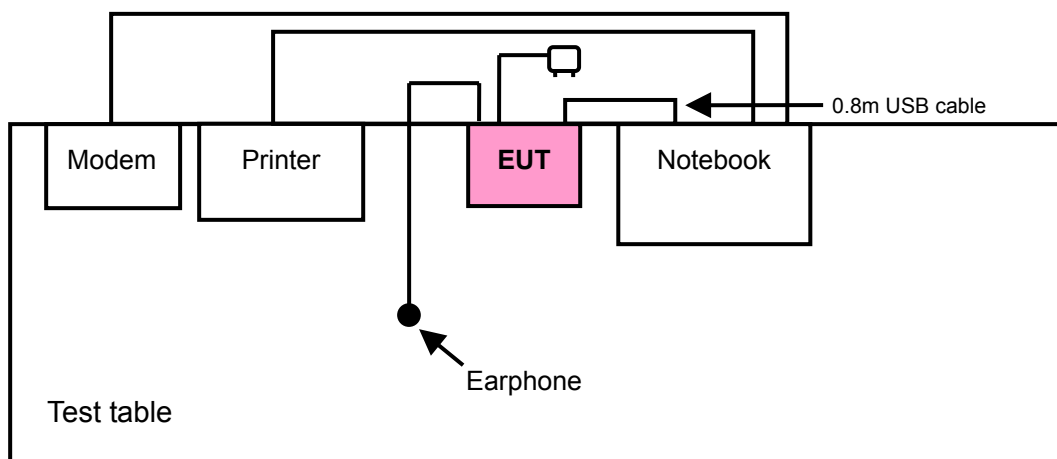 0.8m USB cable
Modem
Printer
EUT
Notebook
Earphone
Test table